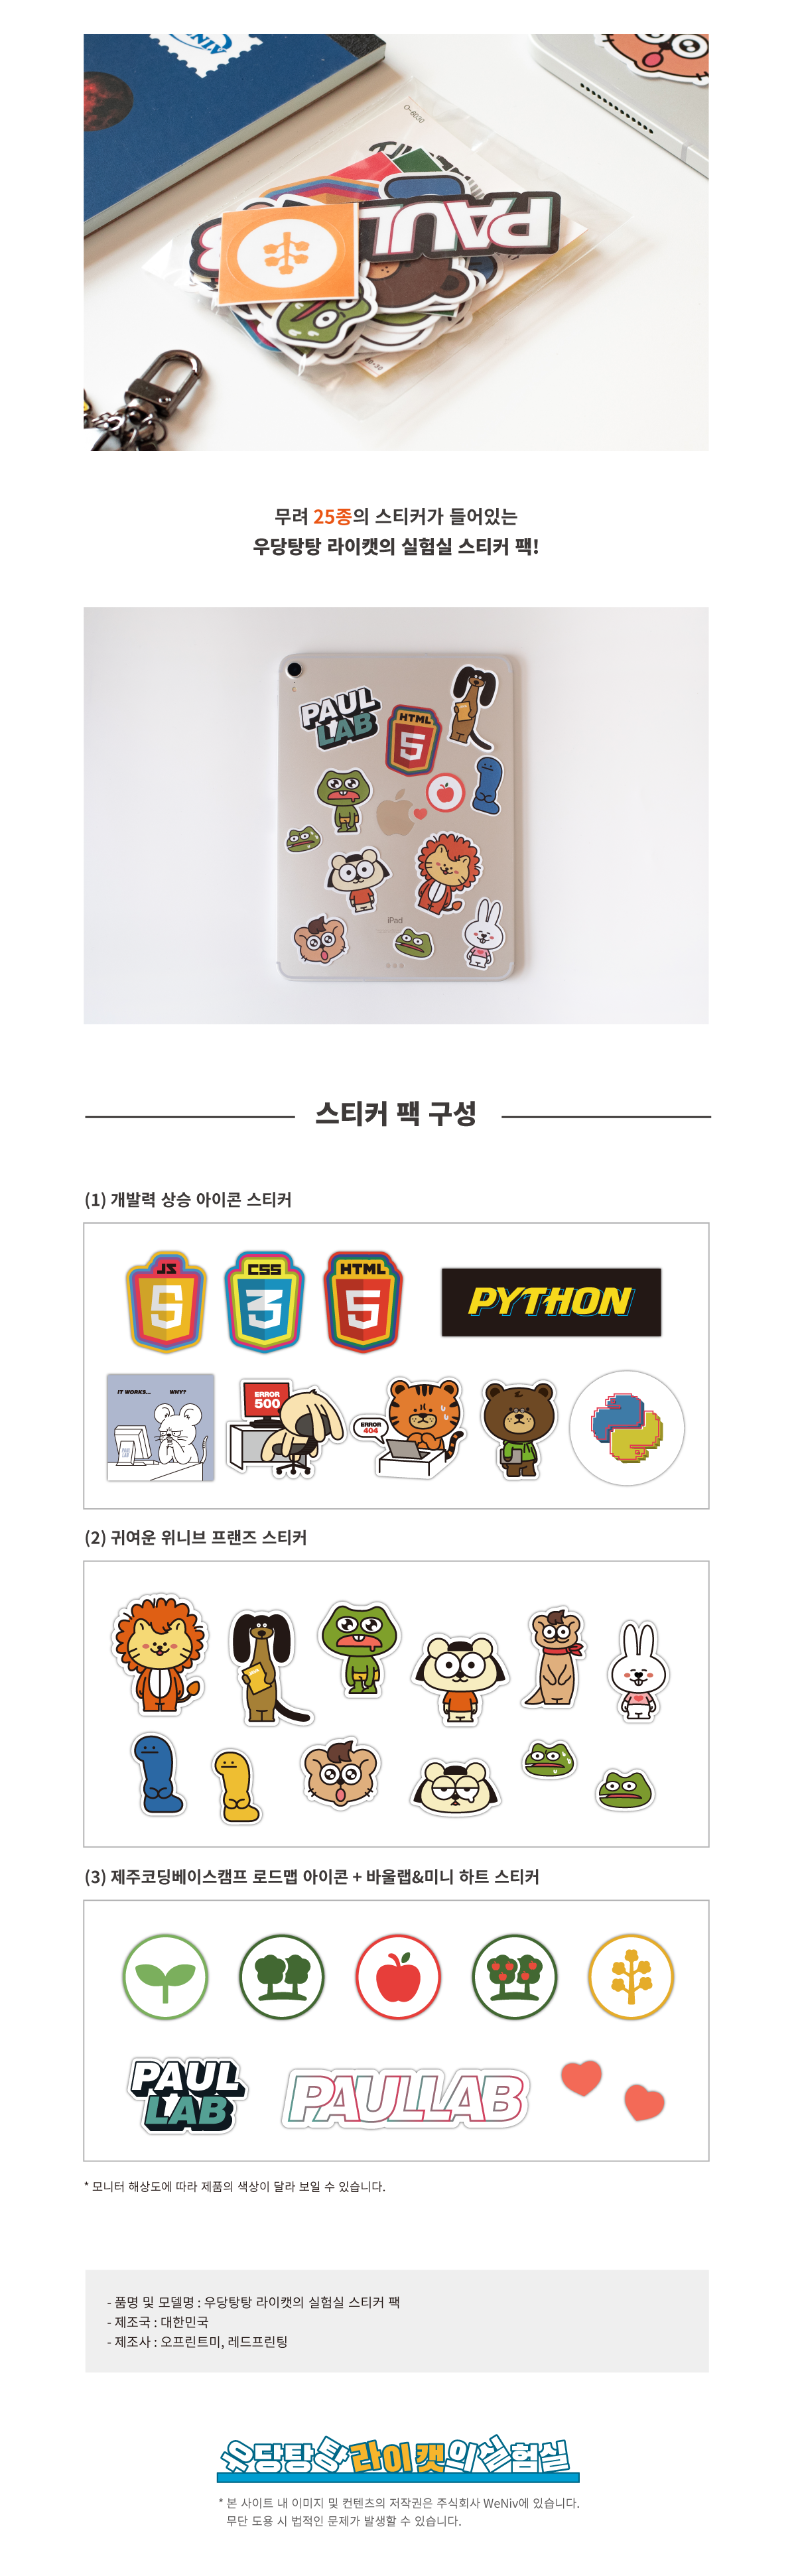 PAUL
무려 25종의 스티커가 들어있는
우당탕탕 라이캣의 실험실 스티커 팩!
PAUL
LAB
HTML
5
iPad
스티커 팩 구성
(1) 개발력 상승 아이콘 스티커
JS
5
CSS
3
HTML
5
PYTHON
IT WORKS... WHY?
ERROR
500
ERROR
404
(2) 귀여운 위니브 프랜즈 스티커
(3) 제주코딩베이스캠프 로드맵 아이콘 + 바울랩&미니 하트 스티커
PAUL
LAB
PAULLAB
* 모니터 해상도에 따라 제품의 색상이 달라 보일 수 있습니다.
- 품명 및 모델명 : 우당탕탕 라이캣의 실험실 스티커 팩
- 제조국 : 대한민국
- 제조사 : 오프린트미, 레드프린팅
우당탕탕 라이캣의실험실
* 본 사이트 내 이미지 및 컨텐츠의 저작권은 주식회사 WeNiv에 있습니다.
무단 도용 시 법적인 문제가 발생할 수 있습니다.